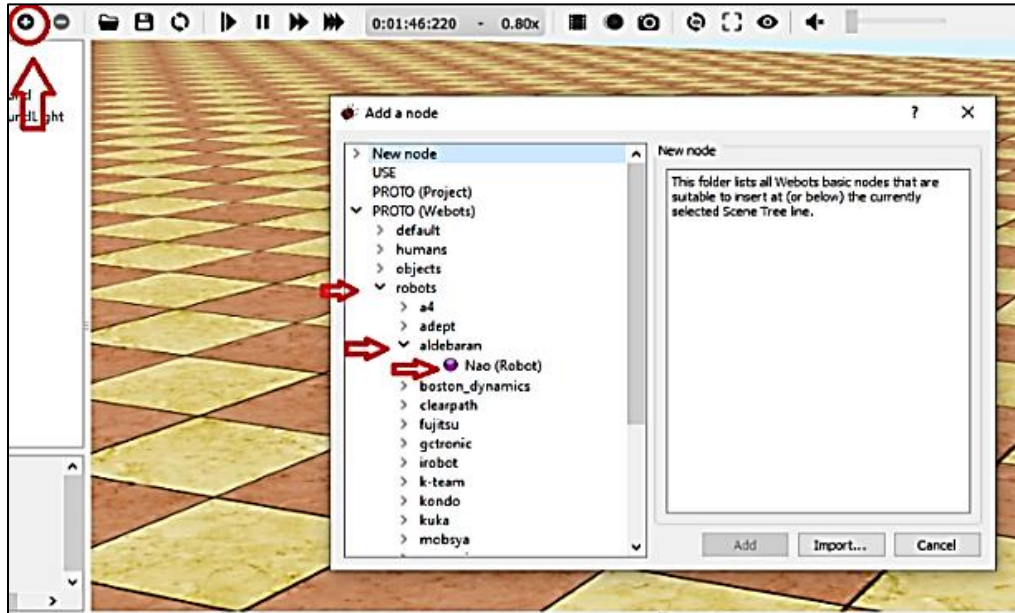 0:01:46:220 - 0.80x
Add a node
?
New node
USE
PROTO (Project)
PROTO (Webots)
default
humans
objects
robots
a4
adept
aldebaran
Nao (Robot)
boston_dynamics
clearpath
fujitsu
gctronic
irobot
k-team
kondo
kuka
mobsya
New node
This folder lists all Webots basic nodes that are
suitable to insert at (or below) the currently
selected Scene Tree line.
Add
Import...
Cancel